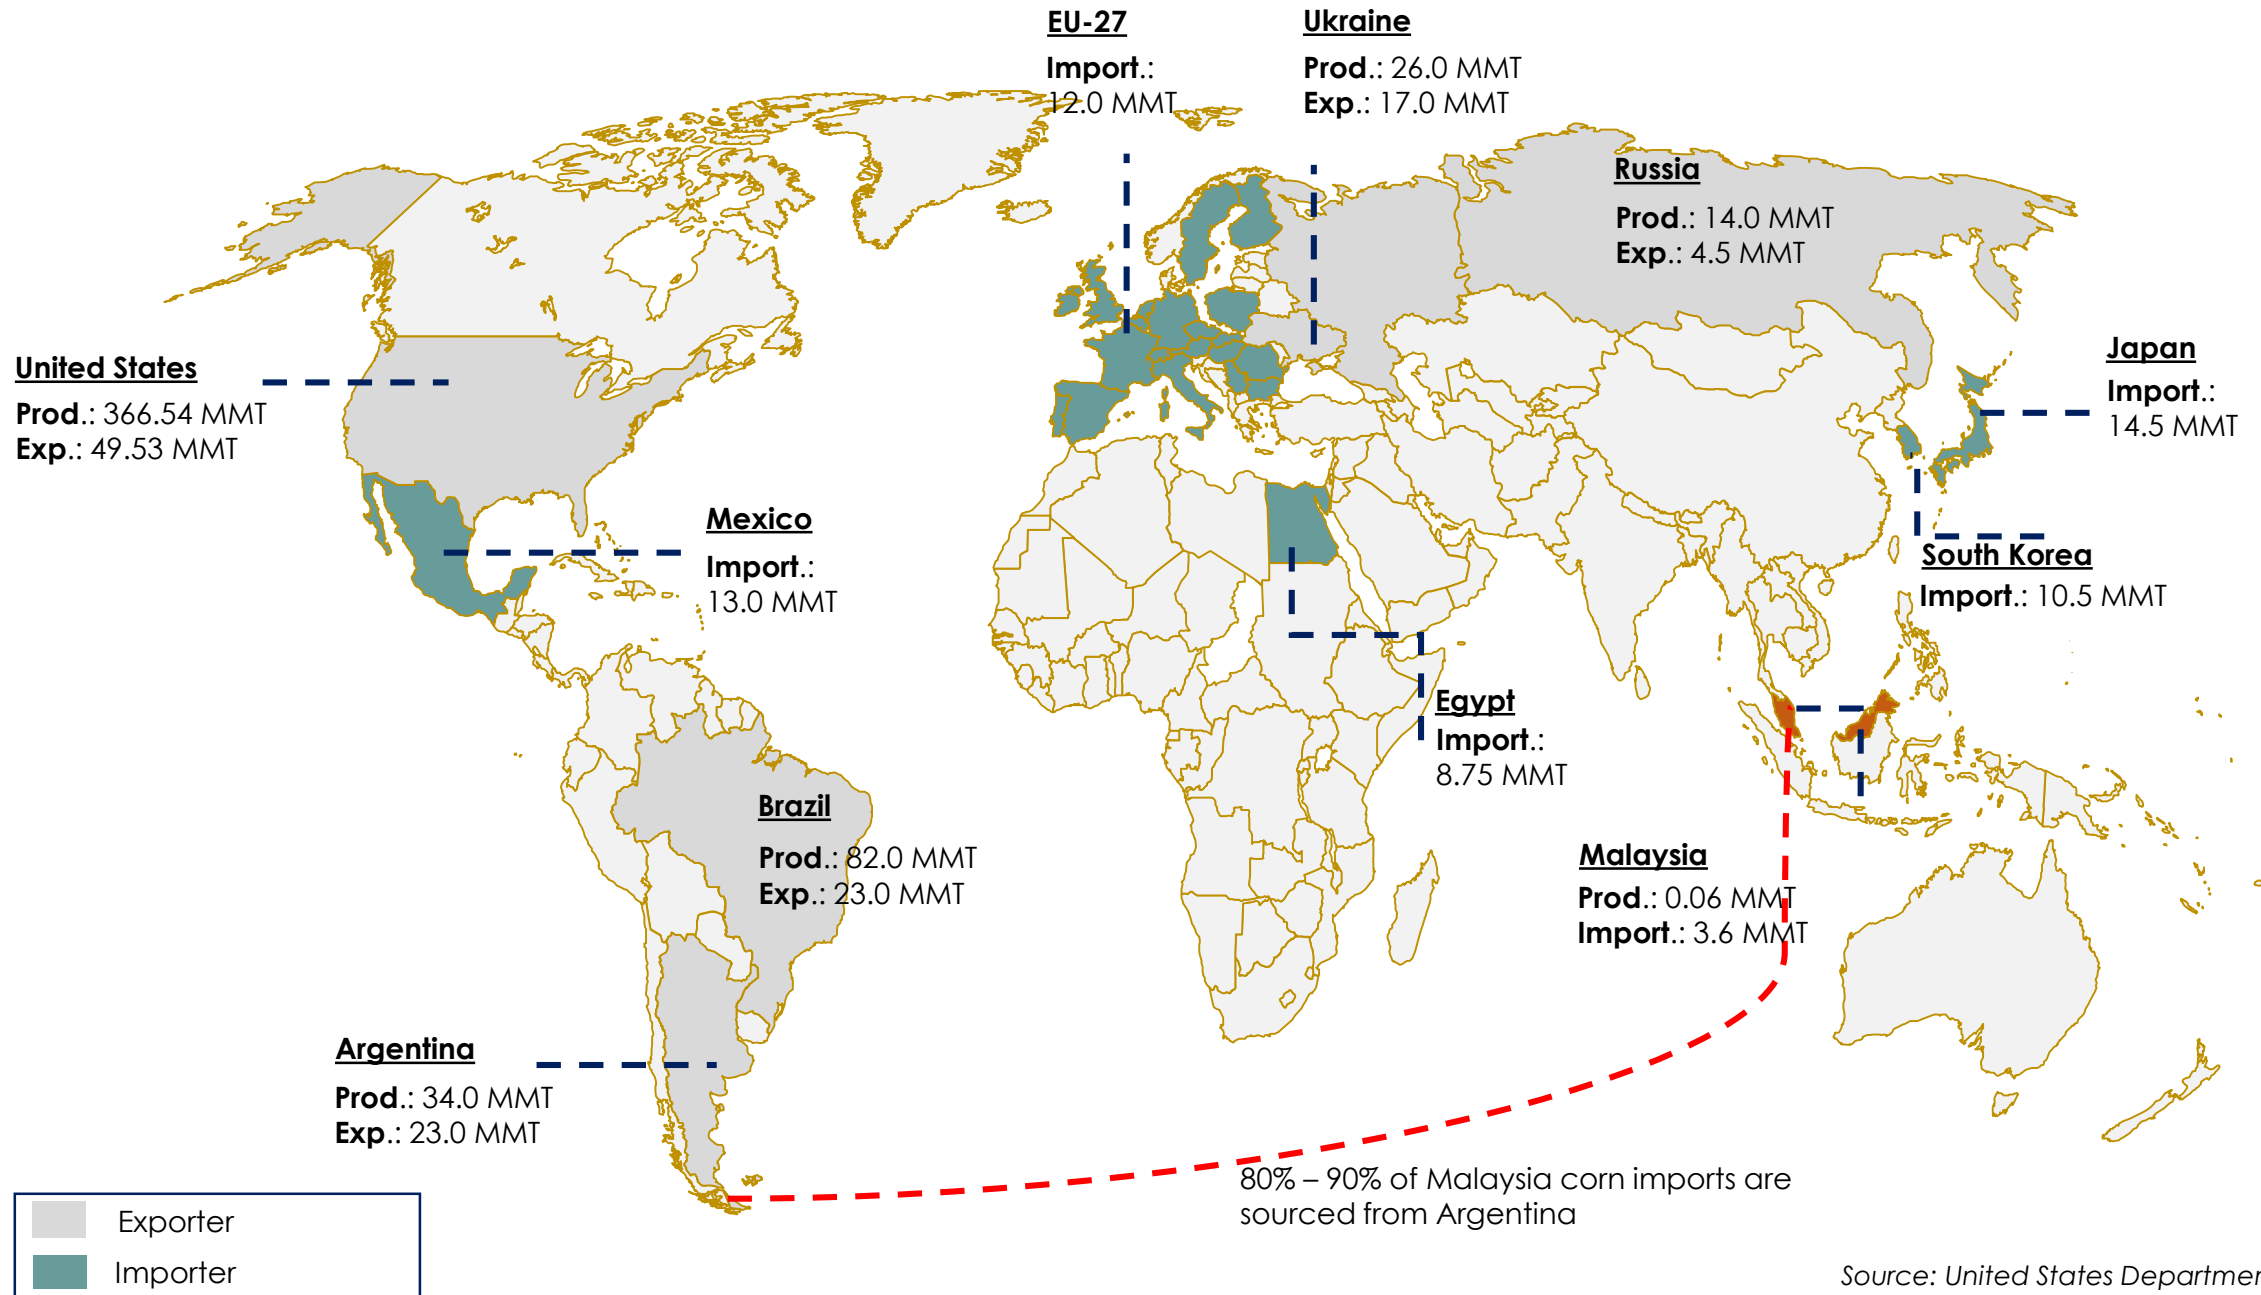 EU-27
Import.:
12.0 MMT
Ukraine
Prod.: 26.0 MMT
Exp.: 17.0 MMT
Russia
Prod.: 14.0 MMT
Exp.: 4.5 MMT
United States
Prod.: 366.54 MMT
Exp.: 49.53 MMT
Japan
Import.:
14.5 MMT
Mexico
Import.:
13.0 MMT
South Korea
Import.: 10.5 MMT
Egypt
Import.:
8.75 MMT
Brazil
Prod.: 82.0 MMT
Exp.: 23.0 MMT
Malaysia
Prod.: 0.06 MMT
Import.: 3.6 MMT
Argentina
Prod.: 34.0 MMT
Exp.: 23.0 MMT
80% – 90% of Malaysia corn imports are
sourced from Argentina
Exporter
Importer
Source: United States Departmen